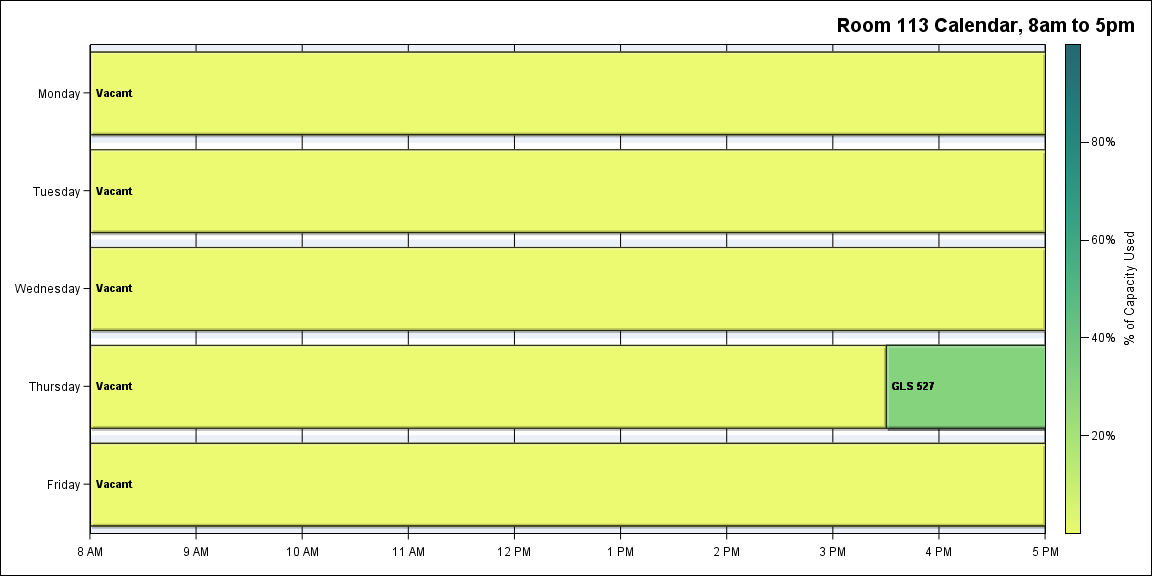 Room 113 Calendar, 8am to 5pm
Monday
Vacant
Tuesday
Vacant
Wednesday
Vacant
Thursday
Vacant
GLS 527
Friday
Vacant
8 AM
9 AM
10 AM
11 AM
12 PM
1 PM
2 PM
3 PM
4 PM
5 PM
80%
60%
40%
20%
% of Capacity Used